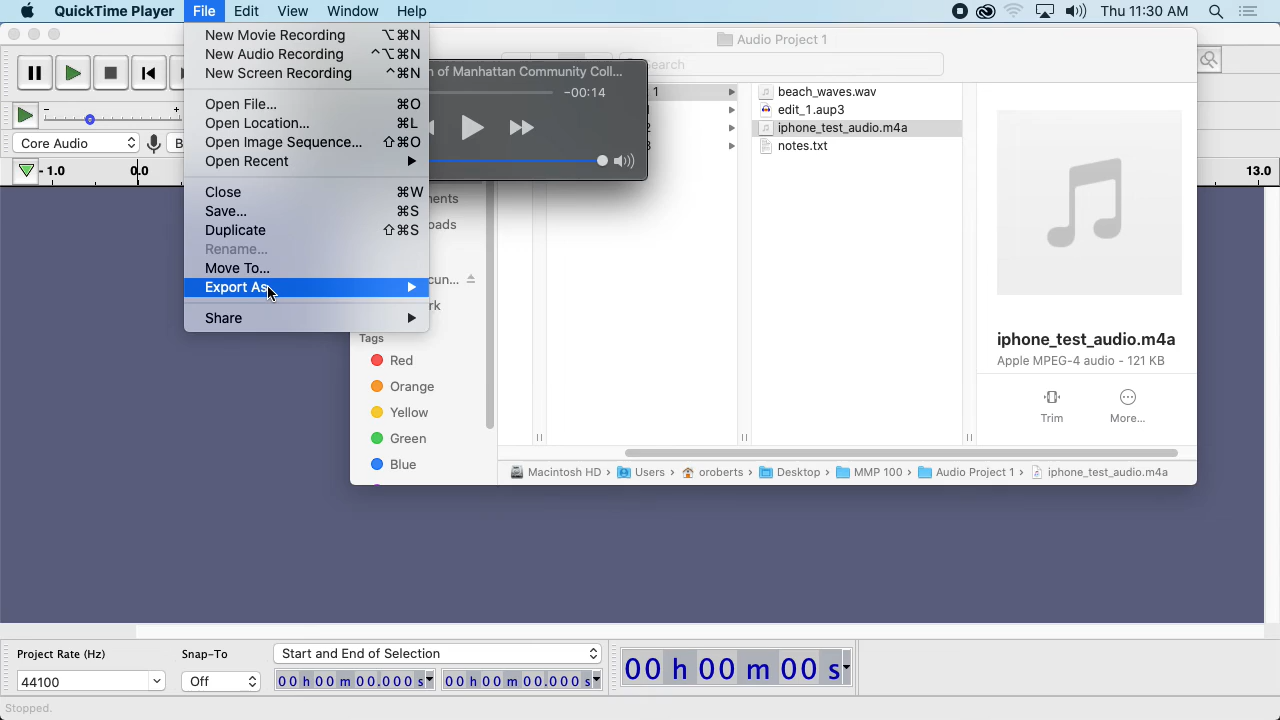 QuickTime Player File Edit View Window Help Thu 11:30 AM
New Movie Recording ⌥⌘N
New Audio Recording ^⌥⌘N
New Screen Recording ^⌘N
Open File... ⌘O
Open Location... ⌘L
Open Image Sequence... ⇧⌘O
Open Recent
Close ⌘W
Save... ⌘S
Duplicate ⇧⌘S
Rename...
Move To...
Export As
Share
of Manhattan Community Coll...
-00:14
Audio Project 1
earch
1
beach_waves.wav
edit_1.aup3
iphone_test_audio.m4a
notes.txt
Core Audio
-1.0 0.0 13.0
Tags
Red
Orange
Yellow
Green
Blue
iphone_test_audio.m4a
Apple MPEG-4 audio - 121 KB
Trim More...
Macintosh HD › Users › oroberts › Desktop › MMP 100 › Audio Project 1 › iphone_test_audio.m4a
Project Rate (Hz) Snap-To Start and End of Selection
44100 Off 00 h 00 m 00.000 s 00 h 00 m 00.000 s
00 h 00 m 00 s
Stopped.